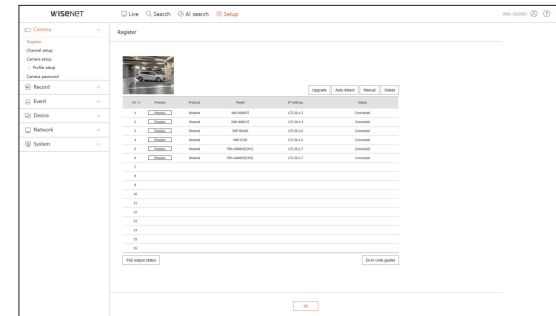 WISENET
Live Search AI search Setup
Camera
Register
Channel setup
Camera setup
- Profile setup
Camera password
Record
Event
Device
Network
System
Register
Upgrade Auto detect Manual Delete
Preview Protocol Model IP address Status
1 Preview Wisenet Connected
2 Preview Wisenet Connected
3 Preview Wisenet Connected
4 Preview Wisenet Connected
5 Preview Wisenet Connected
6 Preview Wisenet Connected
7
8
9
10
11
12
13
14
15
16
PoE output status Error code guides
OK